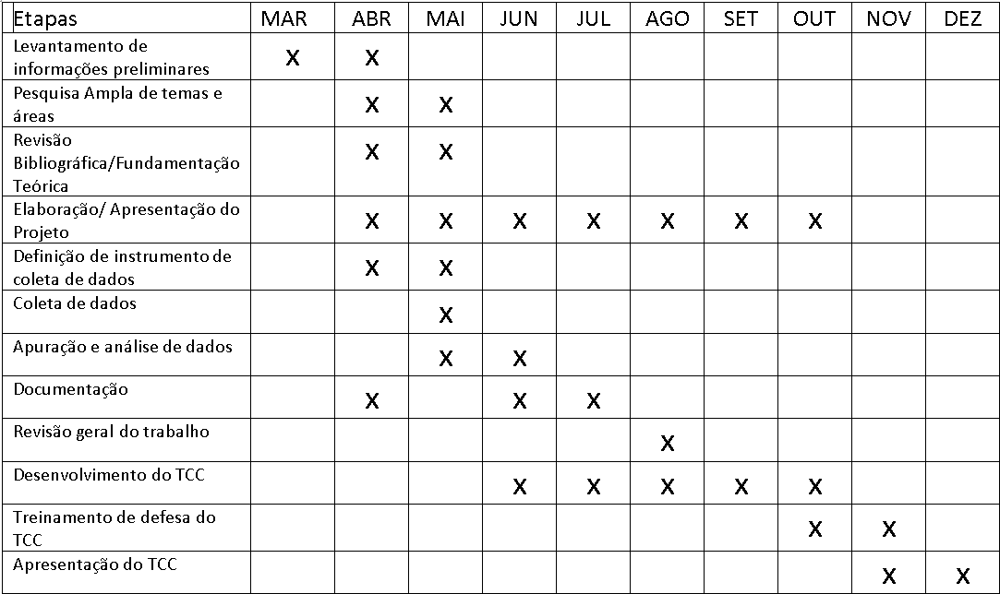 Etapas MAR ABR MAI JUN JUL AGO SET OUT NOV DEZ
Levantamento de
informações preliminares X X
Pesquisa Ampla de temas e
áreas X X
Revisão
Bibliográfica/Fundamentação X X
Teórica
Elaboração/ Apresentação do
Projeto X X X X X X X
Definição de instrumento de
coleta de dados X X
Coleta de dados X
Apuração e análise de dados X X
Documentação X X X
Revisão geral do trabalho X
Desenvolvimento do TCC X X X X X
Treinamento de defesa do
TCC X X
Apresentação do TCC X X